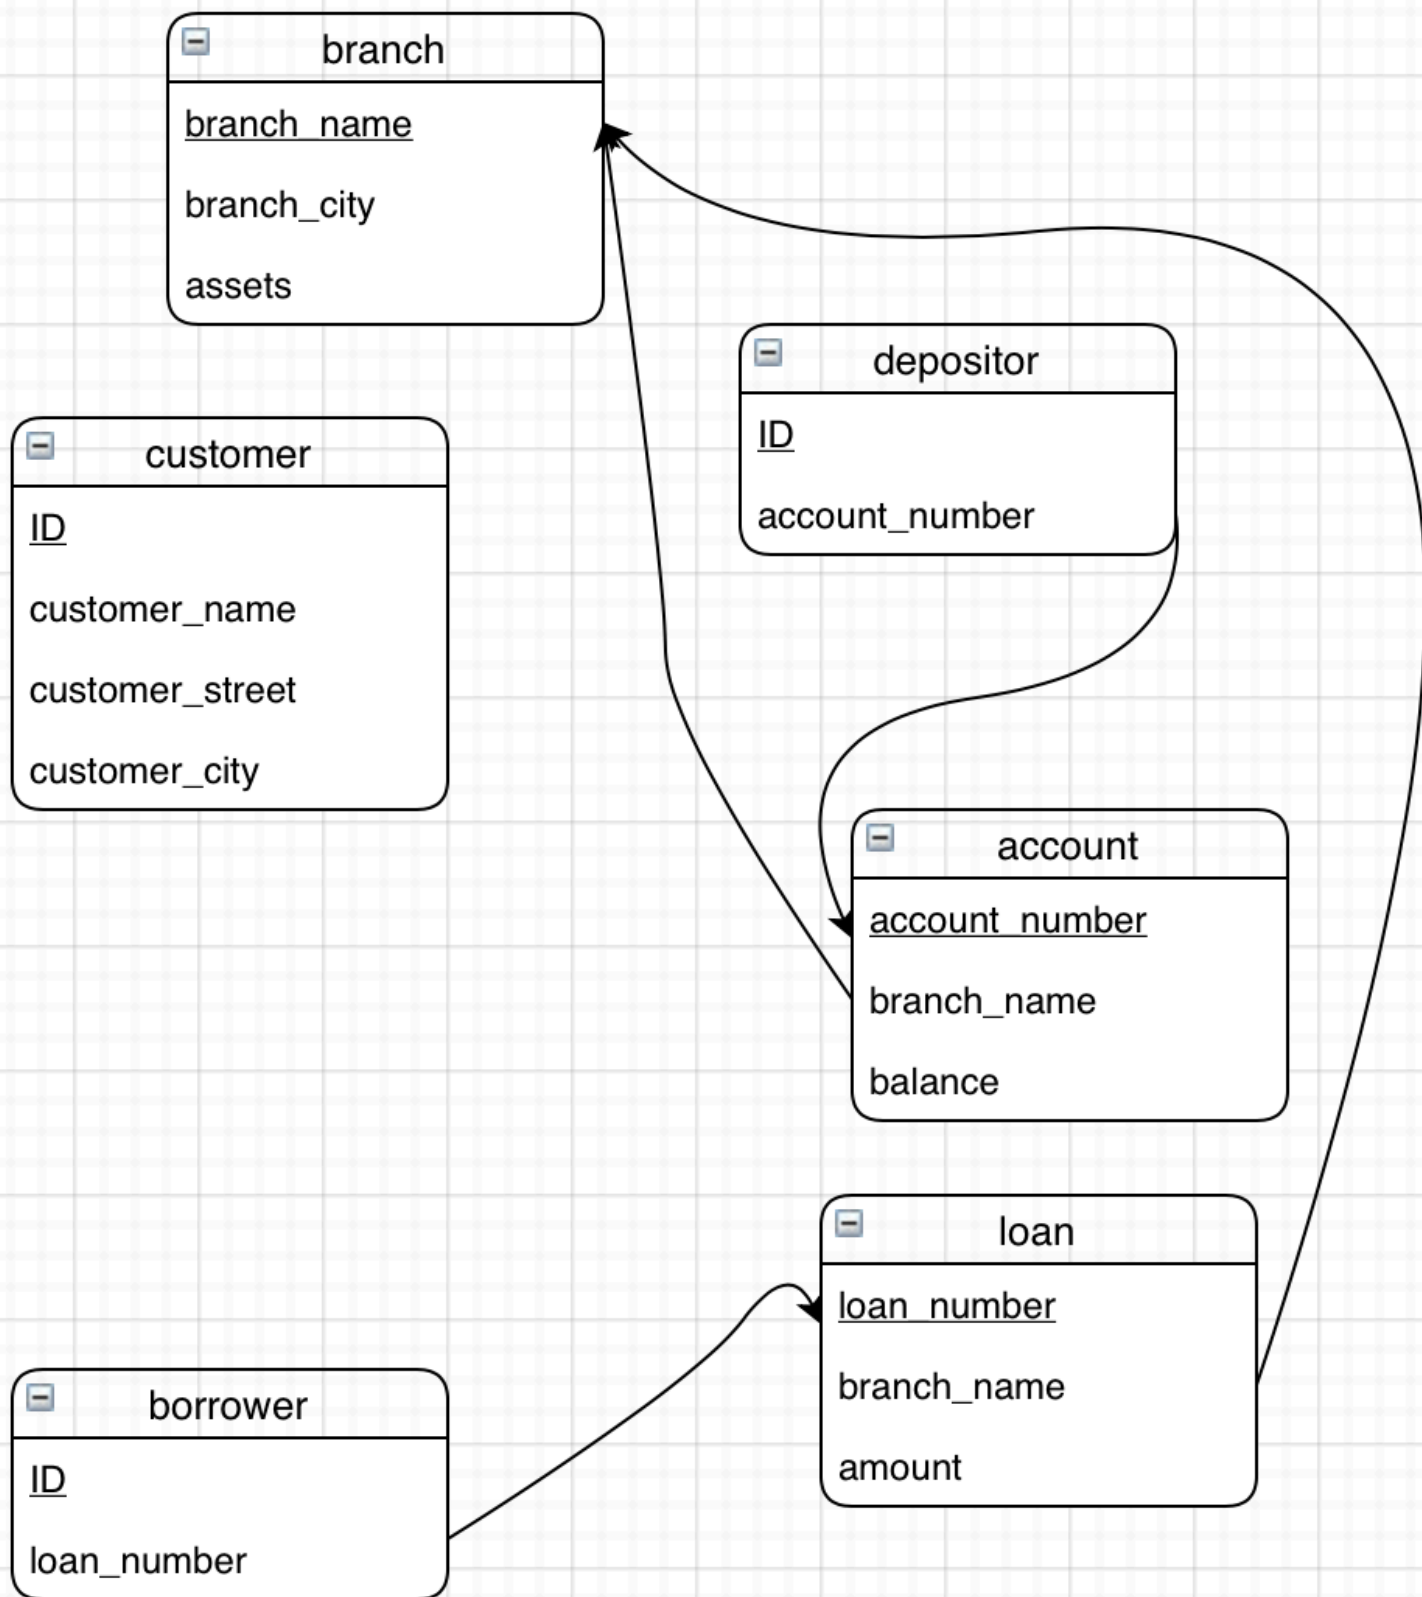 branch
branch_name
branch_city
assets
depositor
ID
account_number
customer
ID
customer_name
customer_street
customer_city
account
account_number
branch_name
balance
loan
loan_number
branch_name
amount
borrower
ID
loan_number